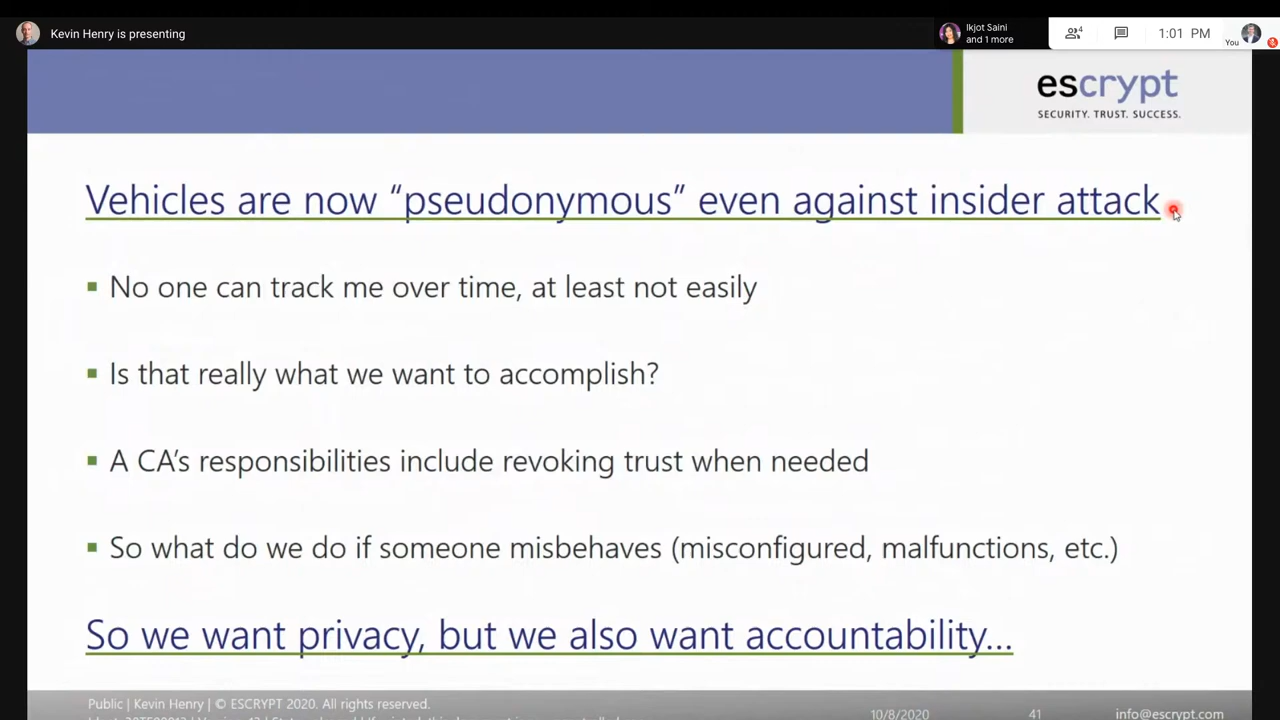 Kevin Henry is presenting
Ikjot Saini
and 1 more
4
You
1:01 PM
escrypt
SECURITY. TRUST. SUCCESS.
Vehicles are now “pseudonymous” even against insider attack
▪ No one can track me over time, at least not easily
▪ Is that really what we want to accomplish?
▪ A CA’s responsibilities include revoking trust when needed
▪ So what do we do if someone misbehaves (misconfigured, malfunctions, etc.)
So we want privacy, but we also want accountability...
Public | Kevin Henry | © ESCRYPT 2020. All rights reserved.
10/8/2020
41
info@escrypt.com